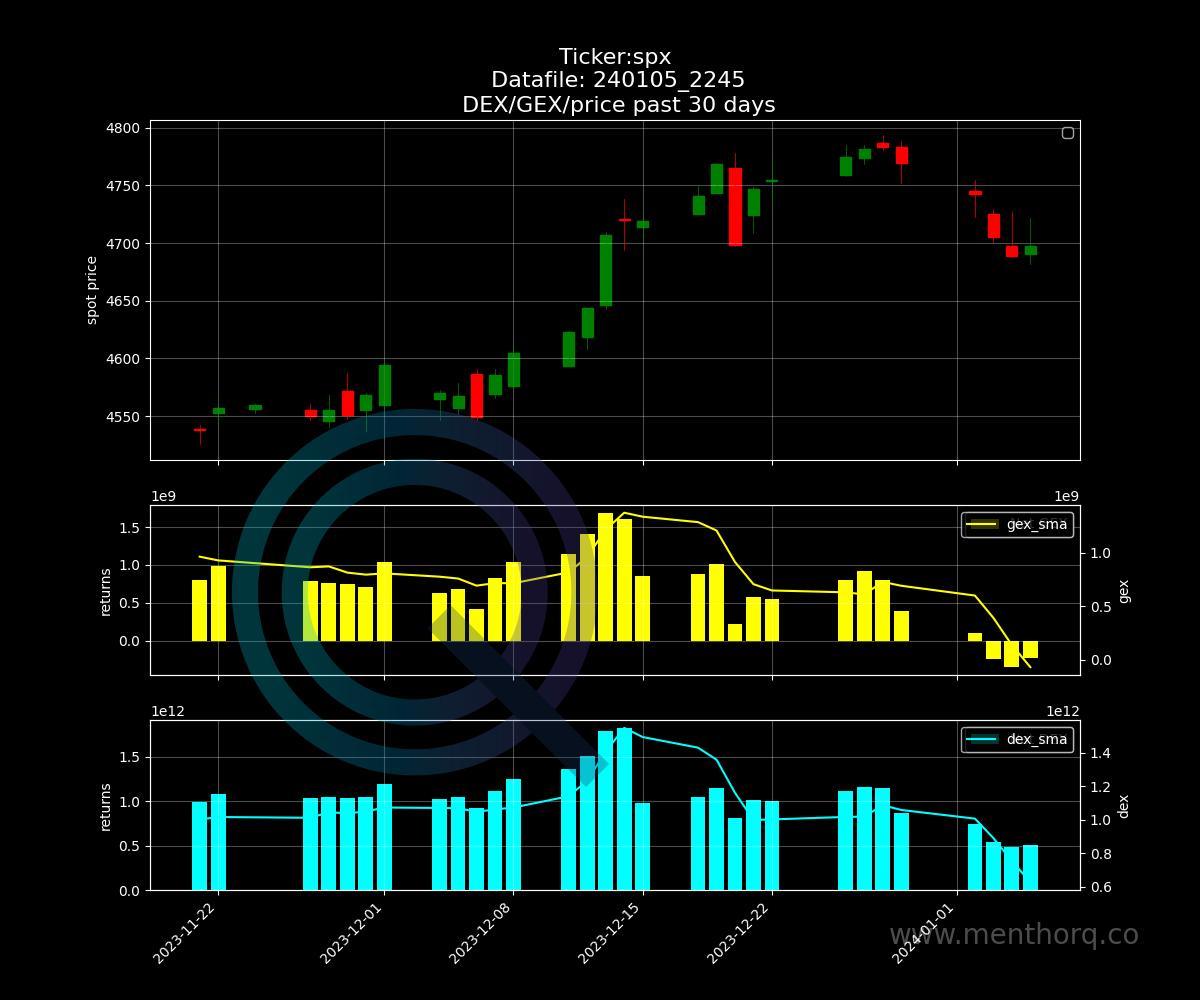 Ticker:spx
Datafile: 240105_2245
DEX/GEX/price past 30 days
4800
4750
4700
4650
4600
4550
spot price
1e9
1e9
gex_sma
1.5
1.0
0.5
0.0
returns
1.0
0.5
0.0
gex
1e12
1e12
dex_sma
1.5
1.0
0.5
0.0
returns
1.4
1.2
1.0
0.8
0.6
dex
2023-11-22
2023-12-01
2023-12-08
2023-12-15
2023-12-22
2024-01-01
www.menthorq.co